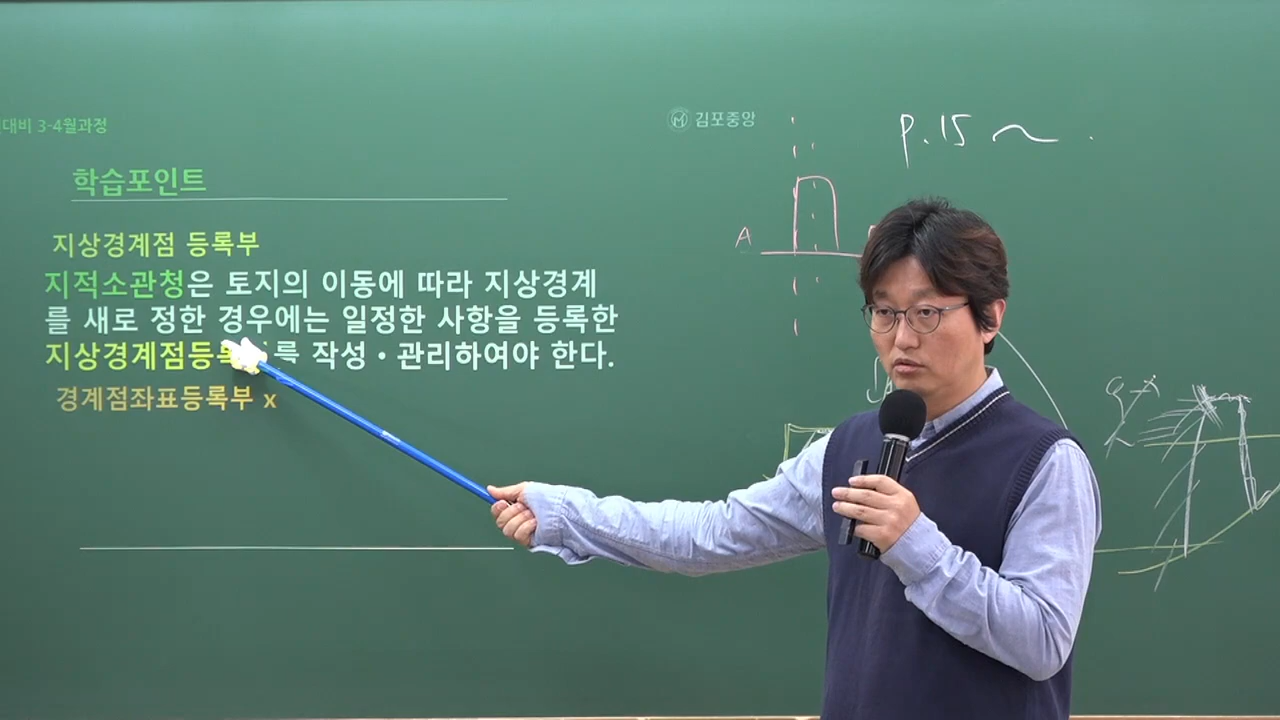 대비 3-4월과정
김포중앙
p.15 ~
학습포인트
A
지상경계점 등록부
지적소관청은 토지의 이동에 따라 지상경계
를 새로 정한 경우에는 일정한 사항을 등록한
지상경계점등록 를 작성·관리하여야 한다.
경계점좌표등록부 x